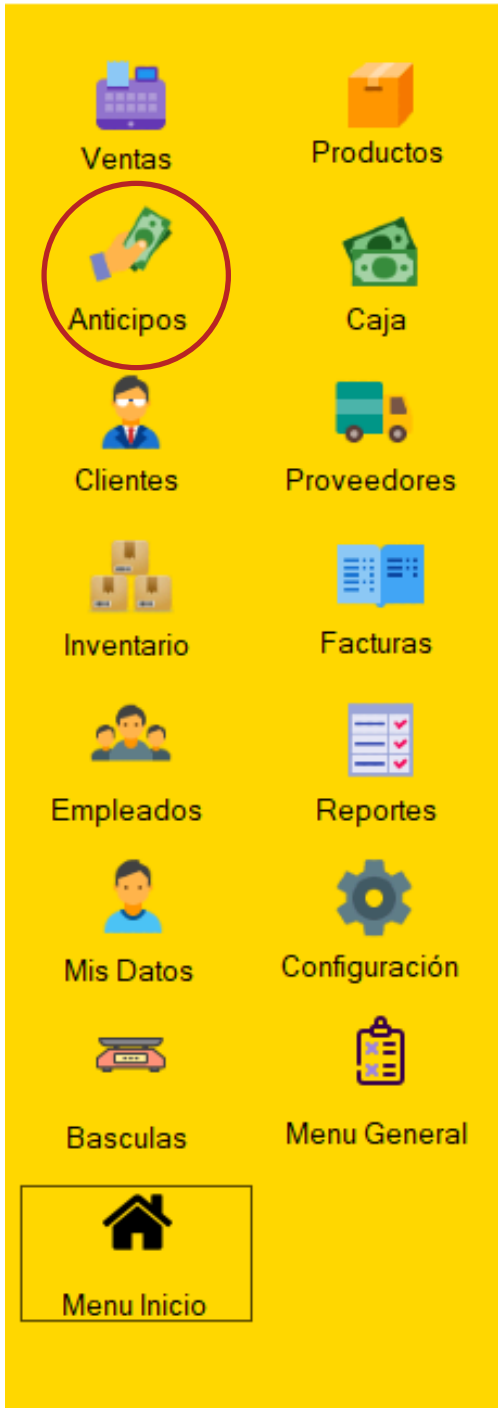 Ventas
Productos
Anticipos
Caja
Clientes
Proveedores
Inventario
Facturas
Empleados
Reportes
Mis Datos
Configuración
Basculas
Menu General
Menu Inicio